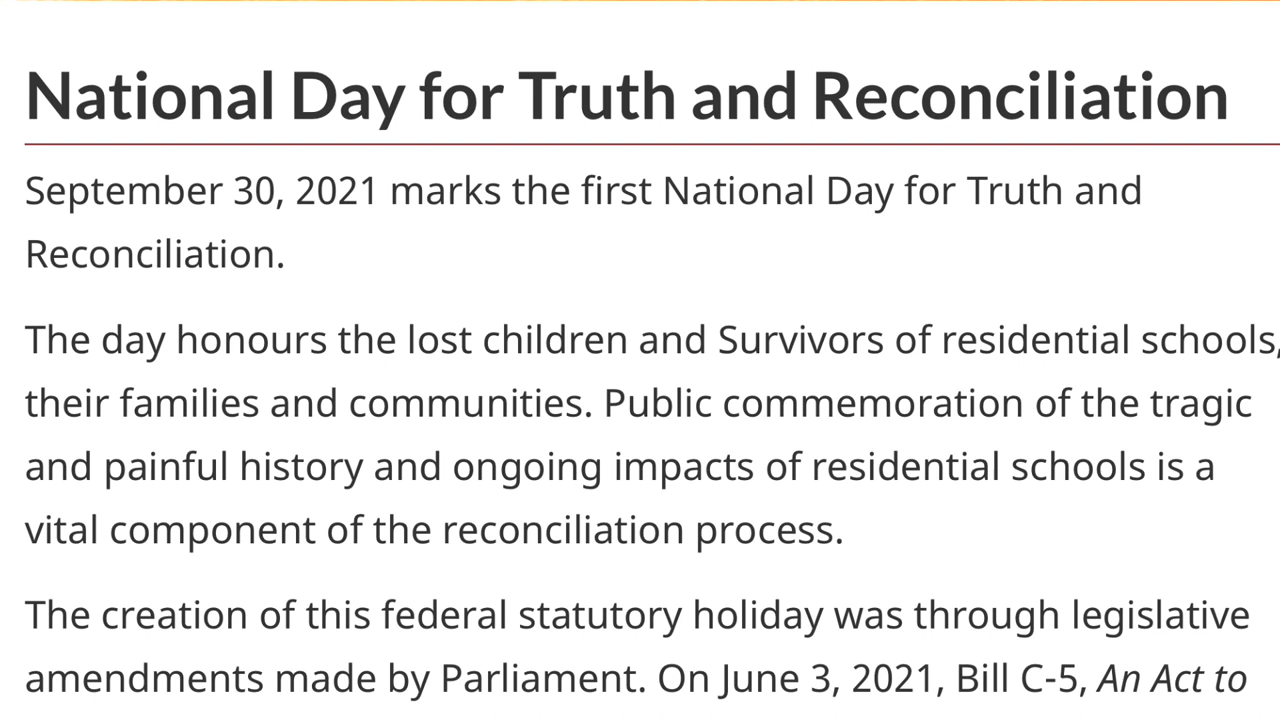 National Day for Truth and Reconciliation
September 30, 2021 marks the first National Day for Truth and
Reconciliation.
The day honours the lost children and Survivors of residential schools,
their families and communities. Public commemoration of the tragic
and painful history and ongoing impacts of residential schools is a
vital component of the reconciliation process.
The creation of this federal statutory holiday was through legislative
amendments made by Parliament. On June 3, 2021, Bill C-5, An Act to